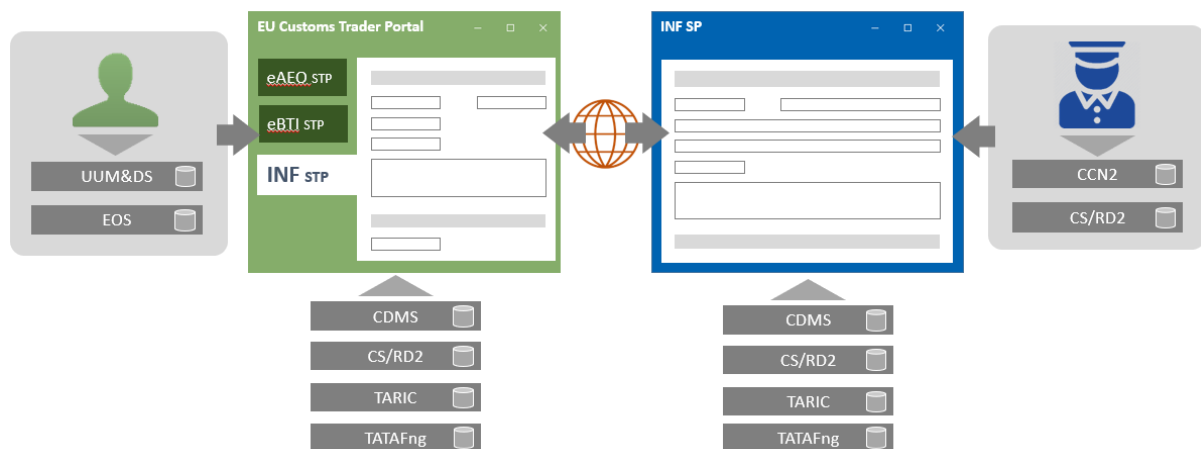 EU Customs Trader Portal
INF SP
eAEO STP
eBTI STP
INF STP
UUM&DS
EOS
CCN2
CS/RD2
CDMS
CS/RD2
TARIC
TATAFng
CDMS
CS/RD2
TARIC
TATAFng